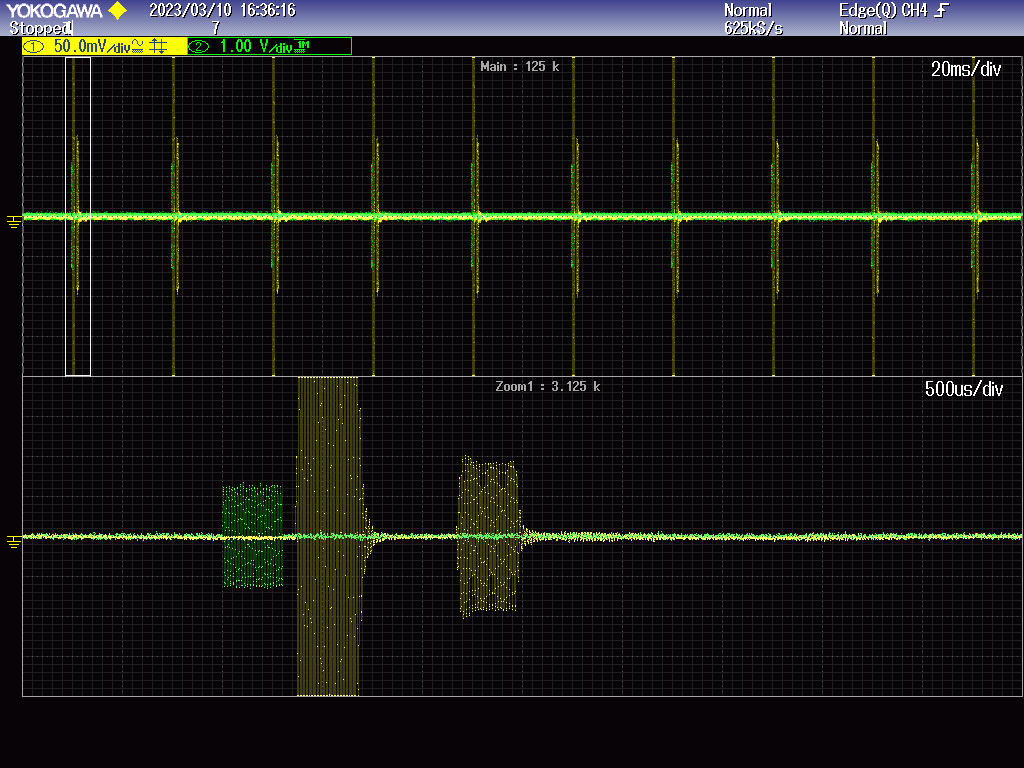 YOKOGAWA 2023/03/10 16:36:16 Normal Edge(Q) CH4
Stopped 7 625kS/s Normal
1 50.0mV/div 2 1.00 V/div 1M
Main : 125 k 20ms/div
Zoom1 : 3.125 k 500us/div